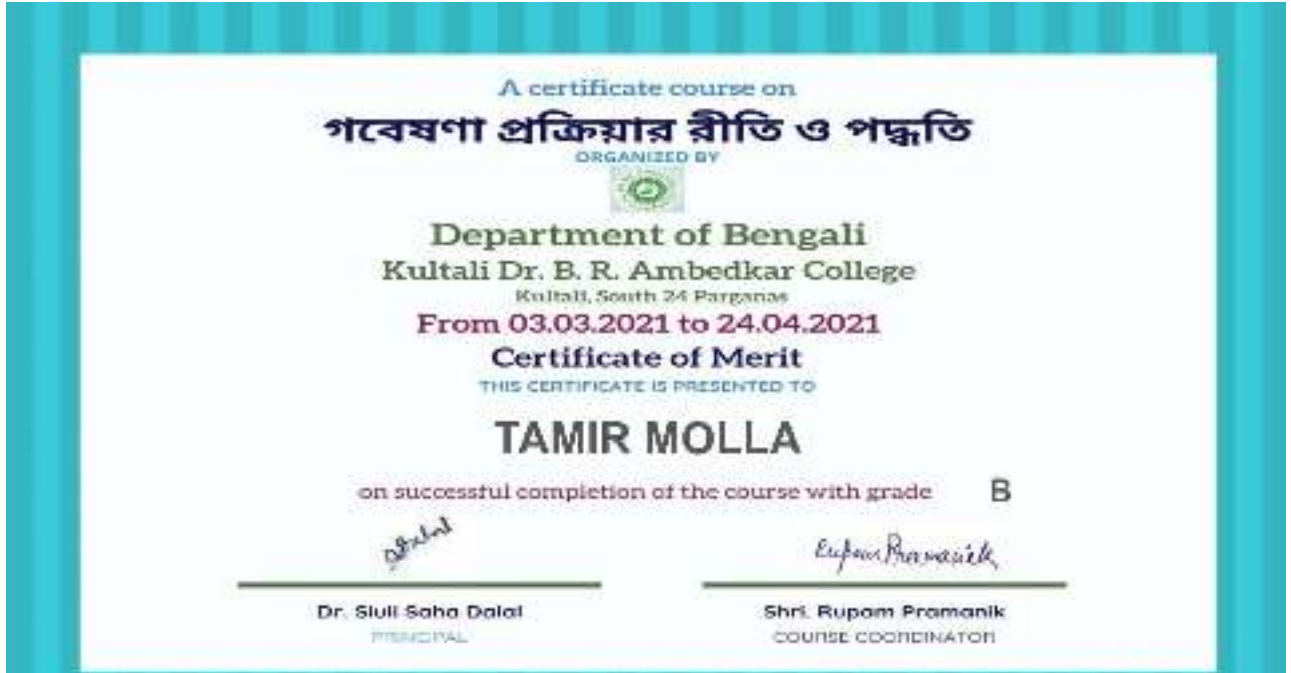 A certificate course on
গবেষণা প্রক্রিয়ার রীতি ও পদ্ধতি
ORGANIZED BY
Department of Bengali
Kultali Dr. B. R. Ambedkar College
Kultali, South 24 Parganas
From 03.03.2021 to 24.04.2021
Certificate of Merit
THIS CERTIFICATE IS PRESENTED TO
TAMIR MOLLA
on successful completion of the course with grade B
Rupam Pramanik
Dr. Siuli Saha Dalal
Shri. Rupam Pramanik
PRINCIPAL
COURSE COORDINATOR